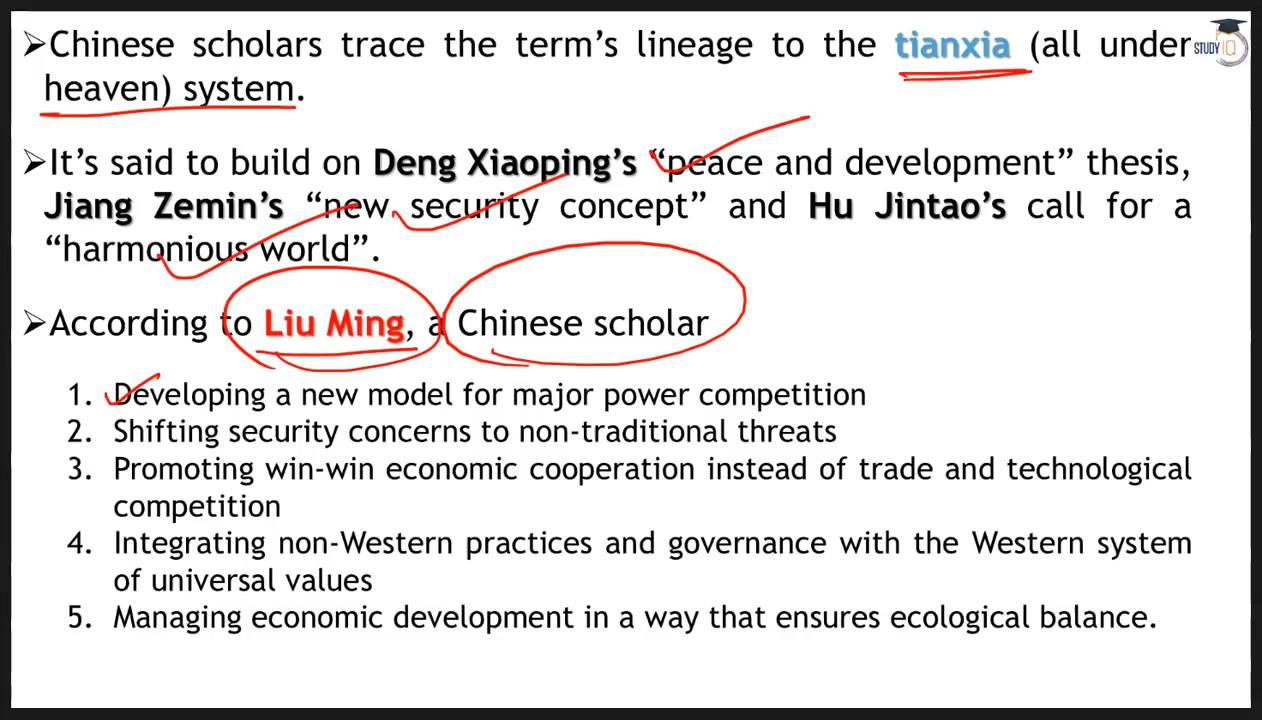 ➢Chinese scholars trace the term’s lineage to the tianxia (all under
heaven) system.
STUDY IQ
➢It’s said to build on Deng Xiaoping’s “peace and development” thesis,
Jiang Zemin’s “new security concept” and Hu Jintao’s call for a
“harmonious world”.
➢According to Liu Ming, a Chinese scholar
1. Developing a new model for major power competition
2. Shifting security concerns to non-traditional threats
3. Promoting win-win economic cooperation instead of trade and technological
competition
4. Integrating non-Western practices and governance with the Western system
of universal values
5. Managing economic development in a way that ensures ecological balance.